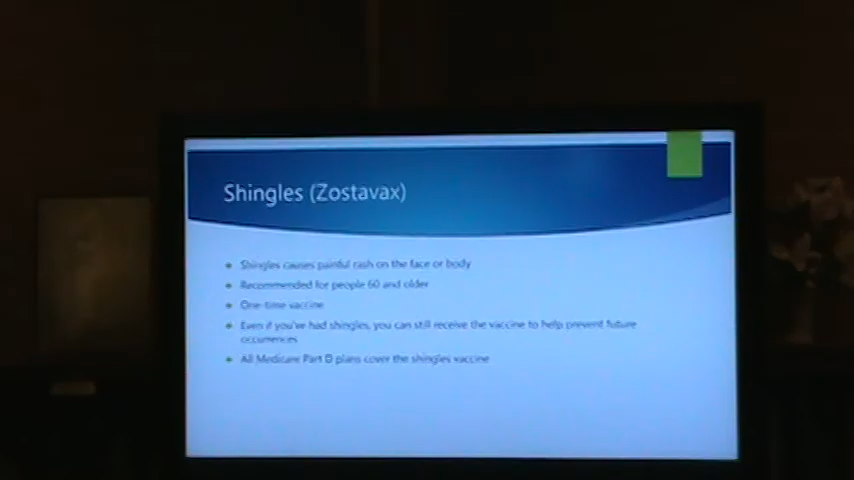 Shingles (Zostavax)
Shingles causes painful rash on the face or body
Recommended for people 60 and older
One-time vaccine
Even if you've had shingles, you can still receive the vaccine to help prevent future
occurrences
All Medicare Part D plans cover the shingles vaccine